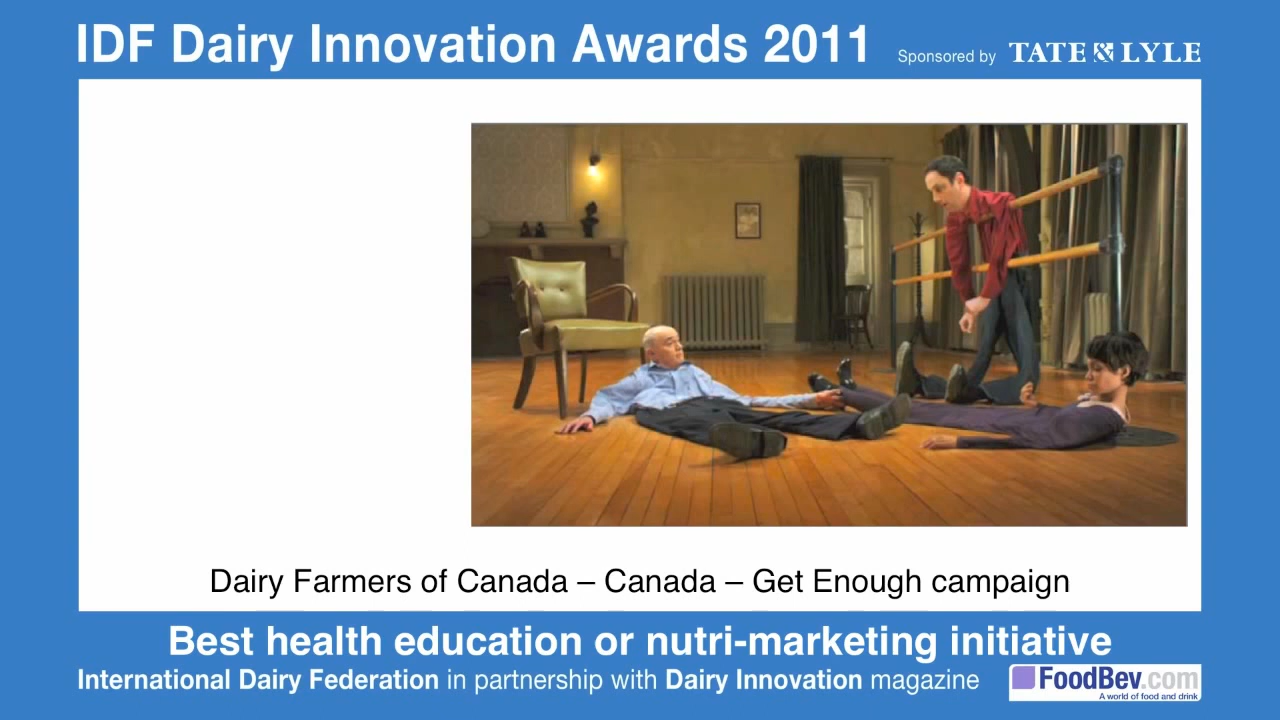 IDF Dairy Innovation Awards 2011 Sponsored by TATE & LYLE
Dairy Farmers of Canada – Canada – Get Enough campaign
Best health education or nutri-marketing initiative
International Dairy Federation in partnership with Dairy Innovation magazine
FoodBev.com
A world of food and drink